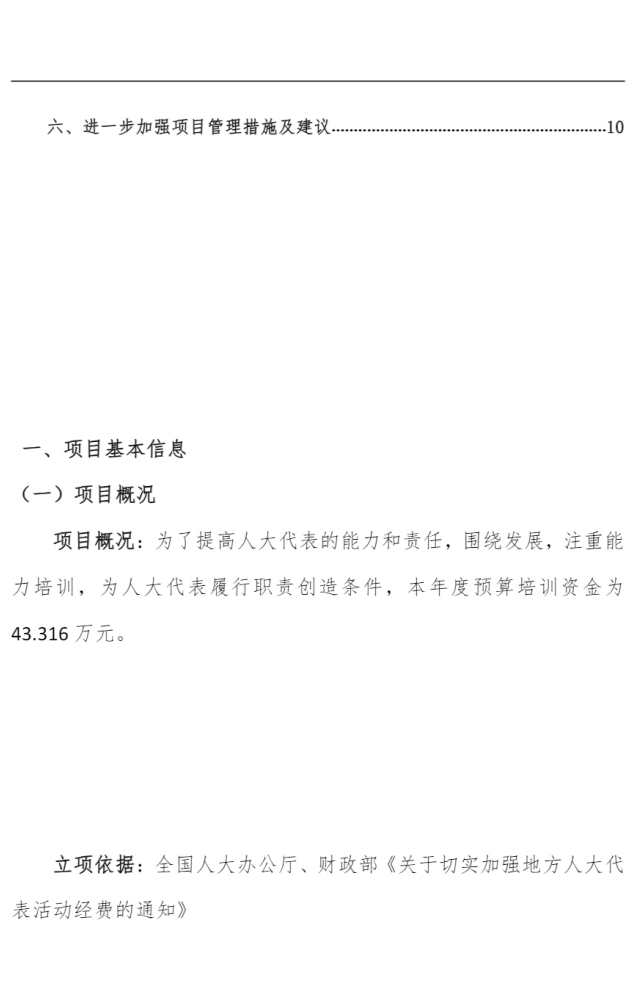 六、进一步加强项目管理措施及建议..............................................................10
一、项目基本信息
（一）项目概况
项目概况：为了提高人大代表的能力和责任，围绕发展，注重能
力培训，为人大代表履行职责创造条件，本年度预算培训资金为
43.316 万元。
立项依据：全国人大办公厅、财政部《关于切实加强地方人大代
表活动经费的通知》